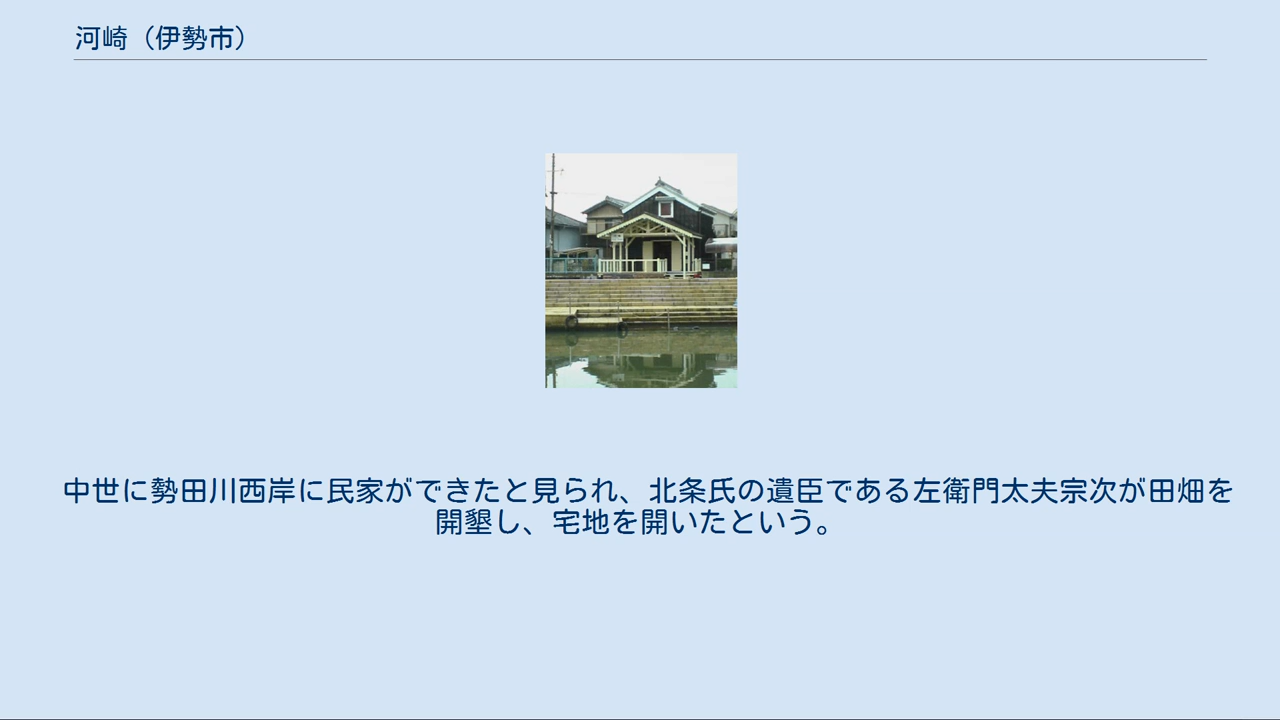 河崎（伊勢市）
中世に勢田川西岸に民家ができたと見られ、北条氏の遺臣である左衛門太夫宗次が田畑を
開墾し、宅地を開いたという。